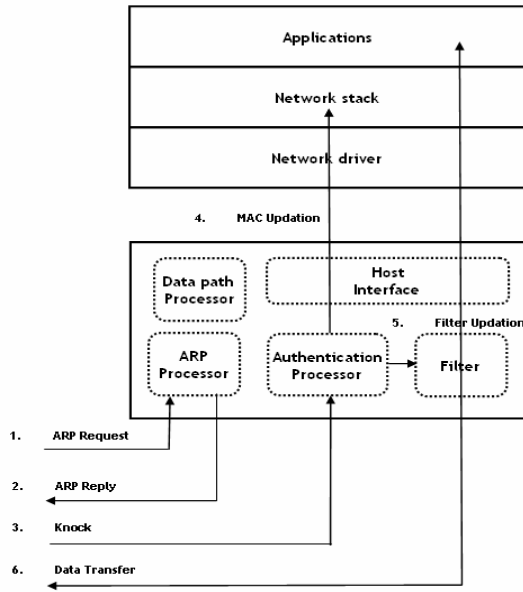 Applications
Network stack
Network driver
4. MAC Updation
Data path
Processor
Host
Interface
5. Filter Updation
ARP
Processor
Authentication
Processor
Filter
1. ARP Request
2. ARP Reply
3. Knock
6. Data Transfer